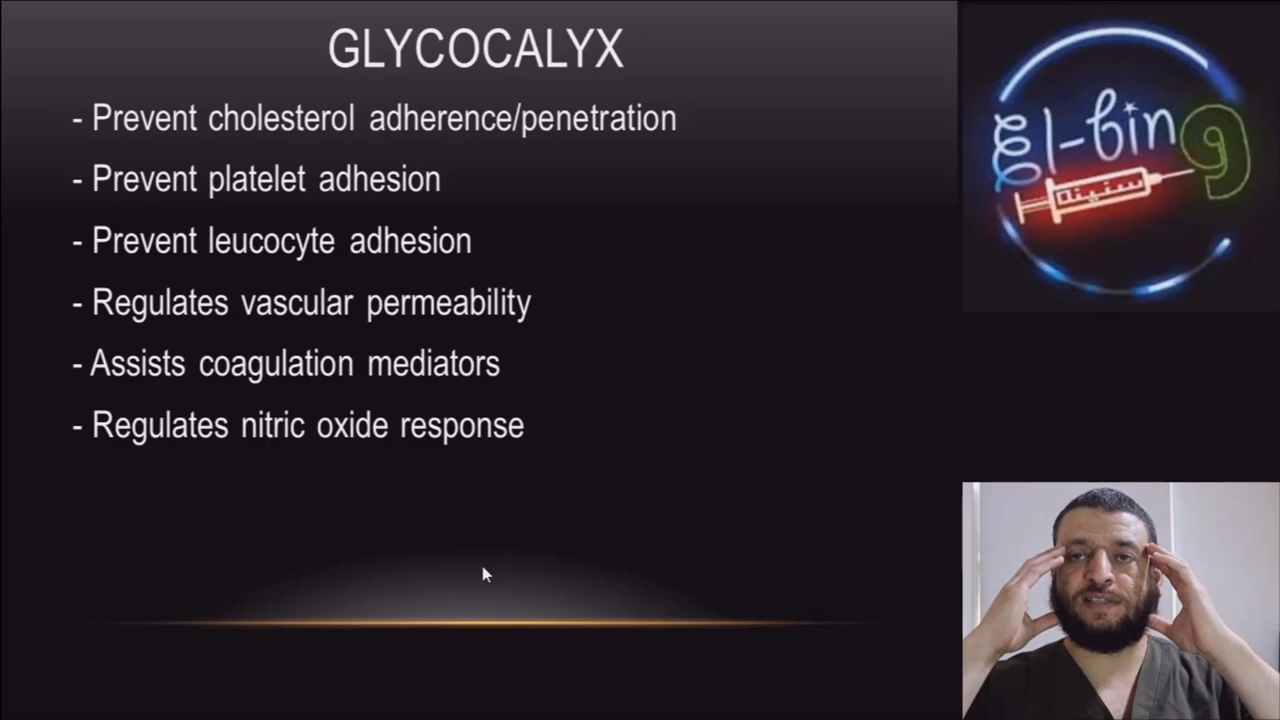 GLYCOCALYX
- Prevent cholesterol adherence/penetration
- Prevent platelet adhesion
- Prevent leucocyte adhesion
- Regulates vascular permeability
- Assists coagulation mediators
- Regulates nitric oxide response
El-bing